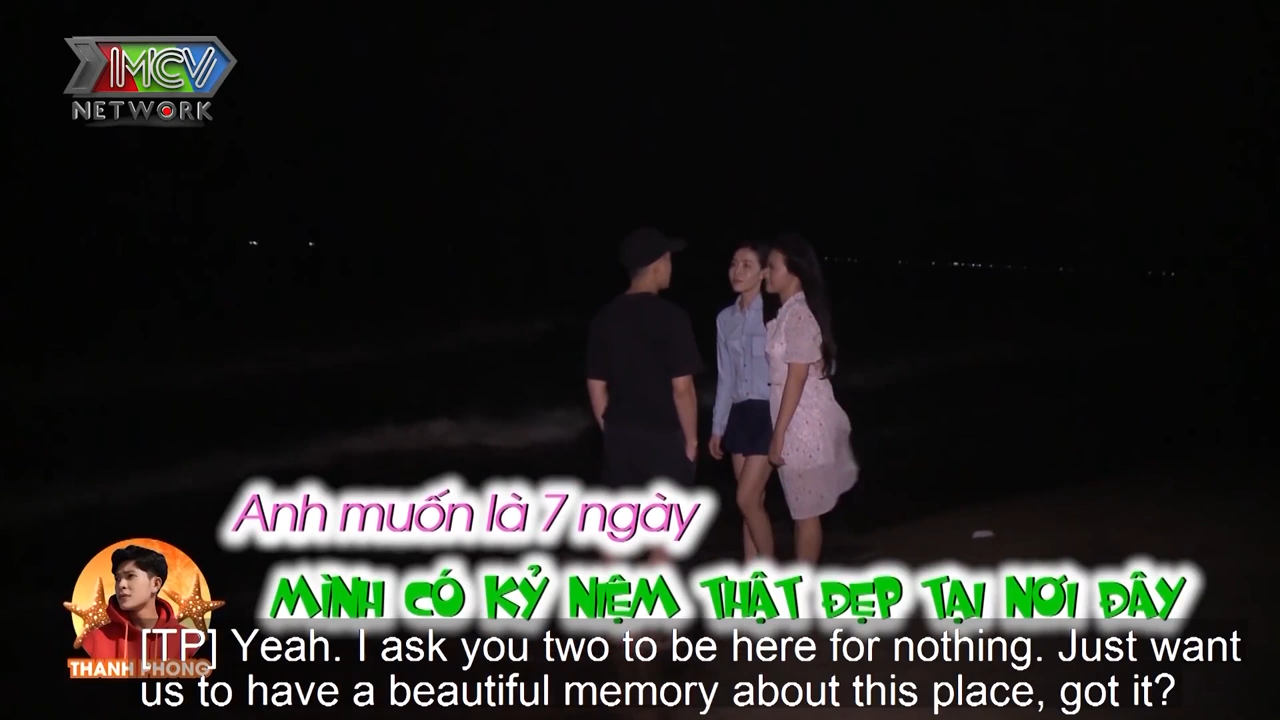 MCV
NETWORK
Anh muốn là 7 ngày
MÌNH CÓ KỶ NIỆM THẬT ĐẸP TẠI NƠI ĐÂY
THANH PHONG
[TP] Yeah. I ask you two to be here for nothing. Just want
us to have a beautiful memory about this place, got it?